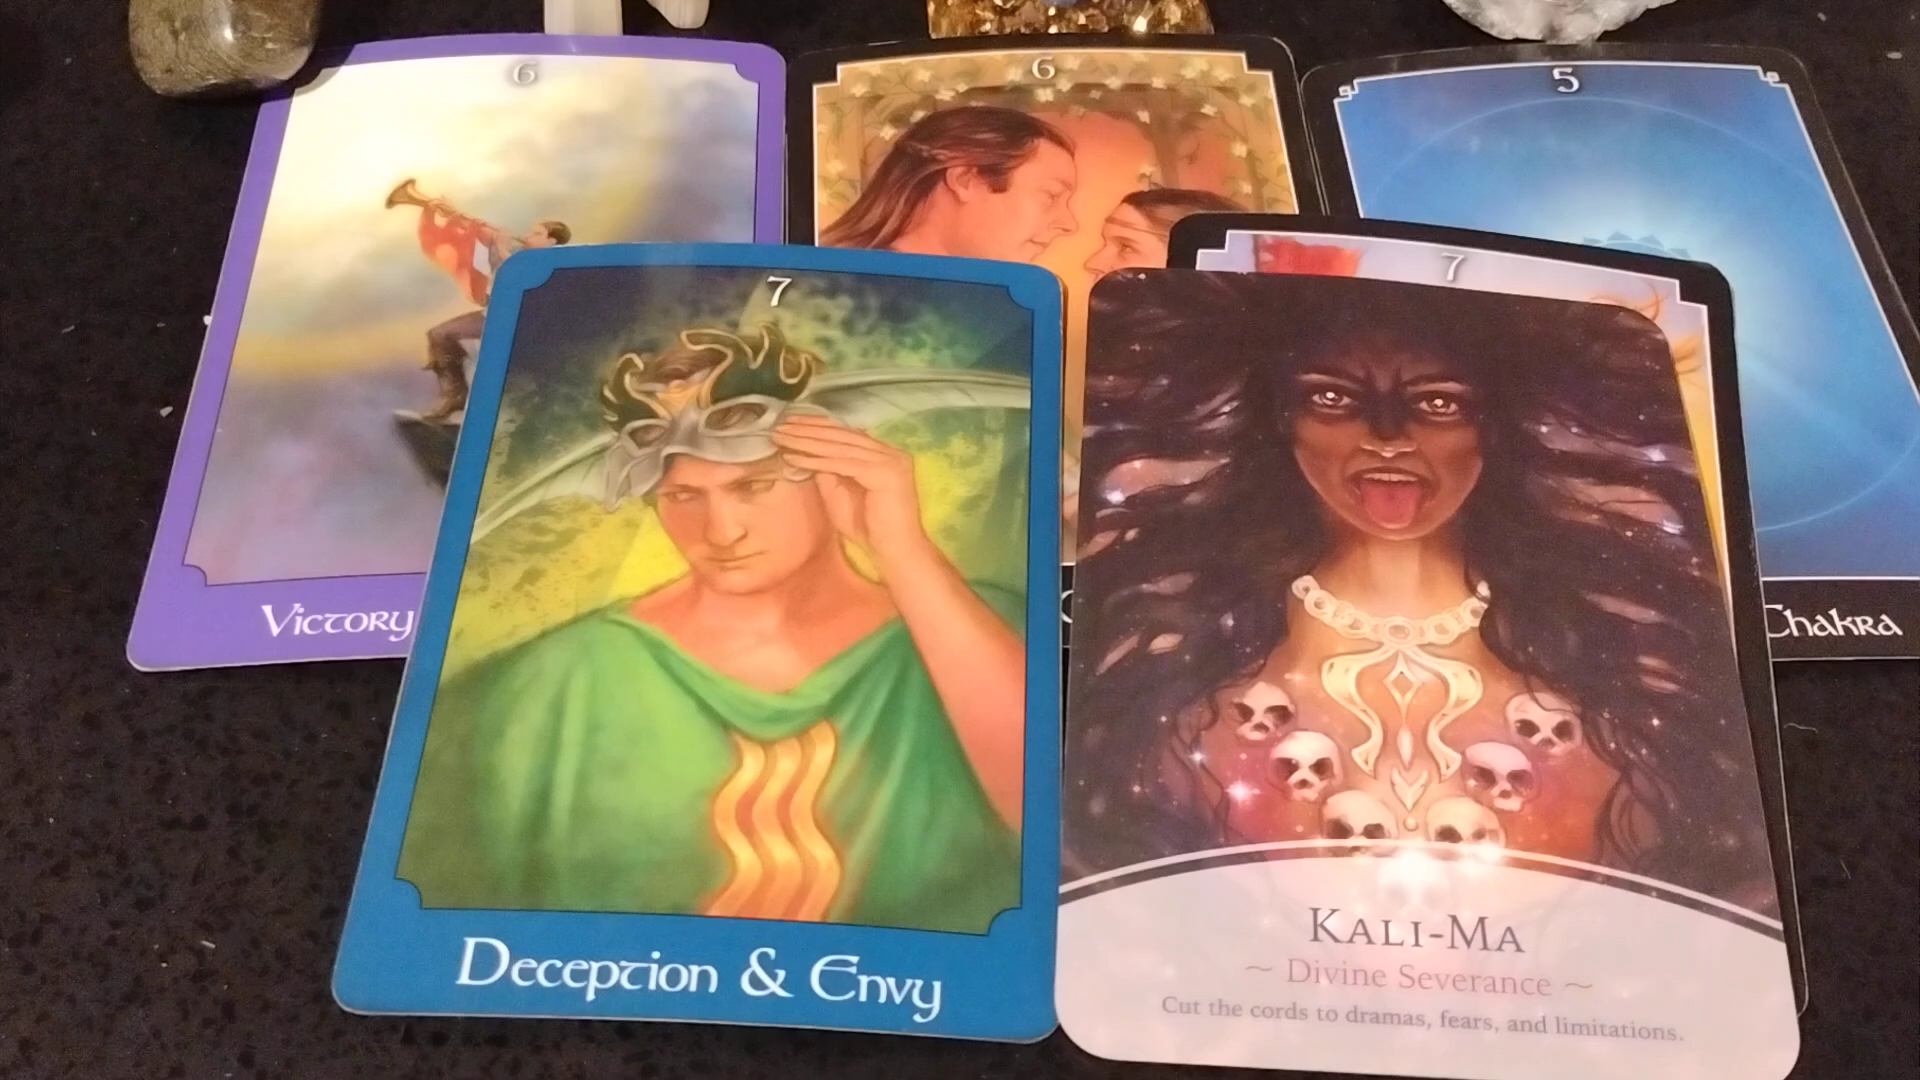 6
6
5
Victory
7
7
Chakra
Deception & Envy
Kali-Ma
~ Divine Severance ~
Cut the cords to dramas, fears, and limitations.